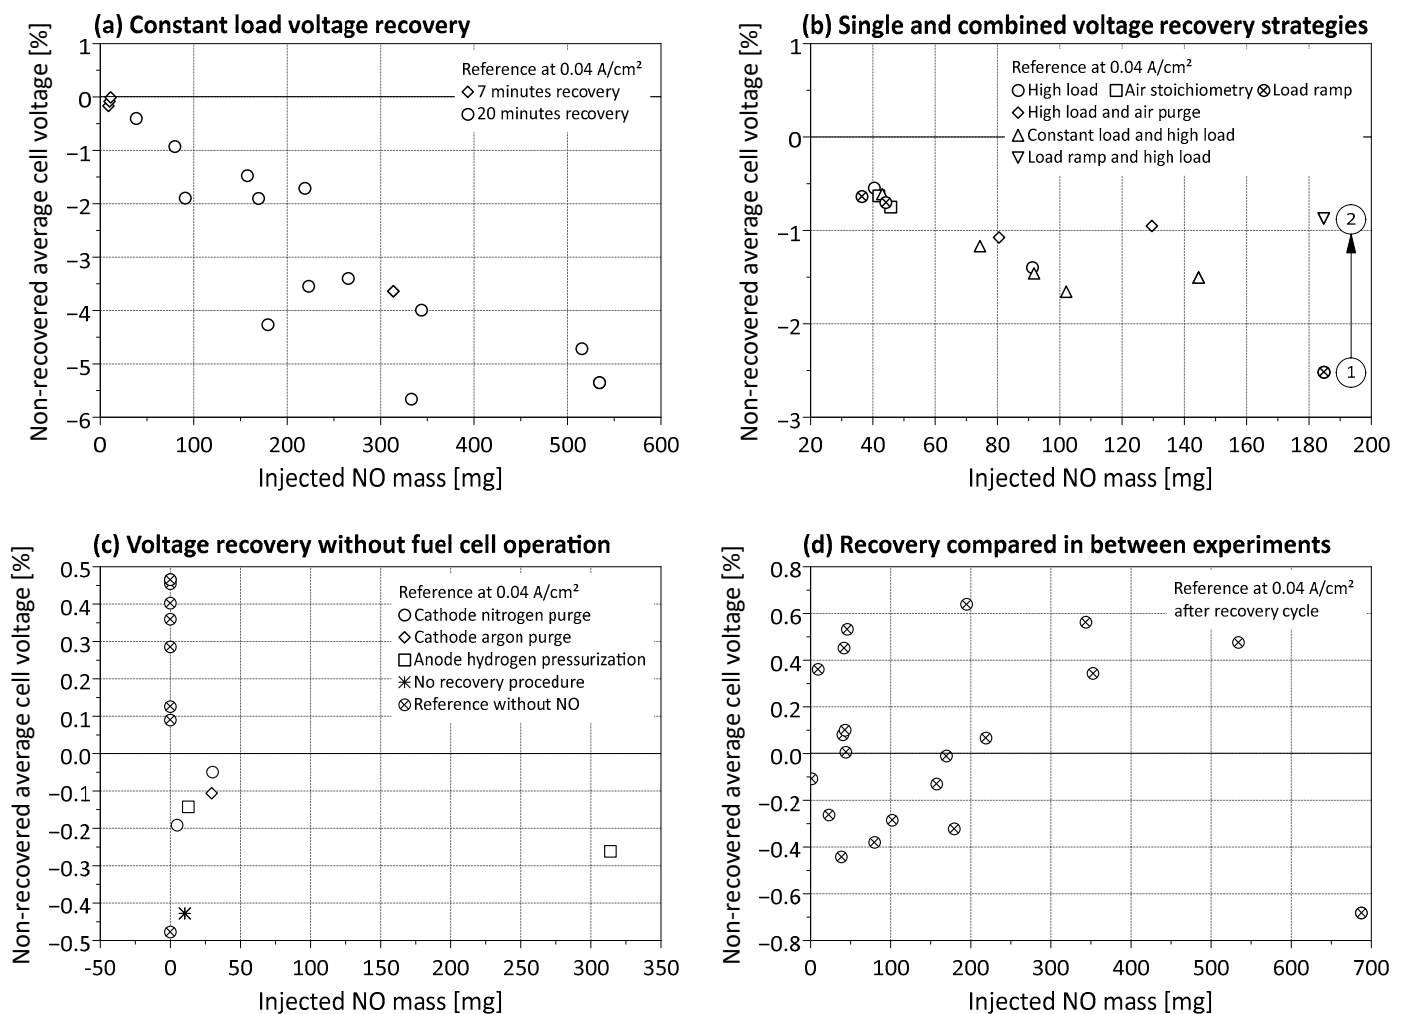 (a) Constant load voltage recovery
Non-recovered average cell voltage [%]
1
0
−1
−2
−3
−4
−5
−6
Reference at 0.04 A/cm²
7 minutes recovery
20 minutes recovery
0 100 200 300 400 500 600
Injected NO mass [mg]
(b) Single and combined voltage recovery strategies
Non-recovered average cell voltage [%]
1
0
−1
−2
−3
Reference at 0.04 A/cm²
High load Air stoichiometry Load ramp
High load and air purge
Constant load and high load
Load ramp and high load
2
1
20 40 60 80 100 120 140 160 180 200
Injected NO mass [mg]
(c) Voltage recovery without fuel cell operation
Non-recovered average cell voltage [%]
0.5
0.4
0.3
0.2
0.1
0.0
−0.1
−0.2
−0.3
−0.4
−0.5
Reference at 0.04 A/cm²
Cathode nitrogen purge
Cathode argon purge
Anode hydrogen pressurization
No recovery procedure
Reference without NO
-50 0 50 100 150 200 250 300 350
Injected NO mass [mg]
(d) Recovery compared in between experiments
Non-recovered average cell voltage [%]
0.8
0.6
0.4
0.2
0.0
−0.2
−0.4
−0.6
−0.8
Reference at 0.04 A/cm²
after recovery cycle
0 100 200 300 400 500 600 700
Injected NO mass [mg]